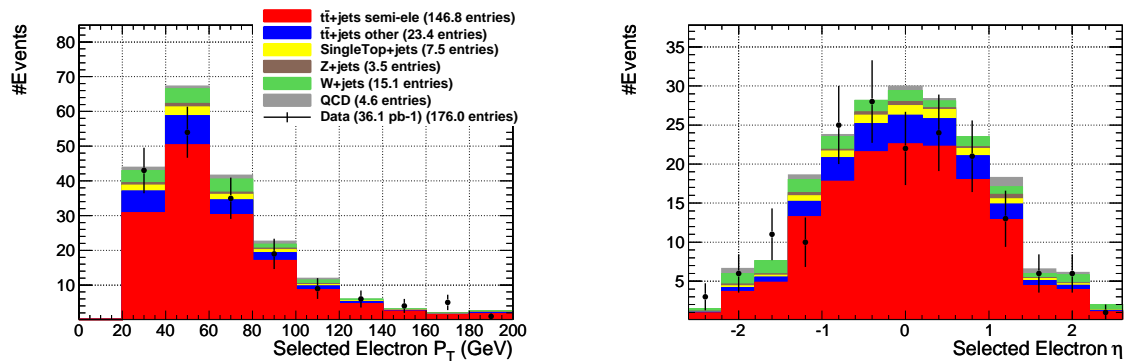 #Events
80
70
60
50
40
30
20
10
0
0 20 40 60 80 100 120 140 160 180 200
Selected Electron P_T (GeV)
tt̄+jets semi-ele (146.8 entries)
tt̄+jets other (23.4 entries)
SingleTop+jets (7.5 entries)
Z+jets (3.5 entries)
W+jets (15.1 entries)
QCD (4.6 entries)
Data (36.1 pb-1) (176.0 entries)
#Events
35
30
25
20
15
10
5
-2 -1 0 1 2
Selected Electron η